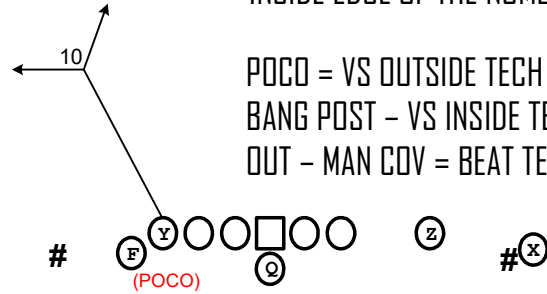 INSIDE EDGE OF THE NUM
10
POCO = VS OUTSIDE TECH
BANG POST – VS INSIDE TE
OUT – MAN COV = BEAT TE
Y
Z
F
Q
# # X
(POCO)